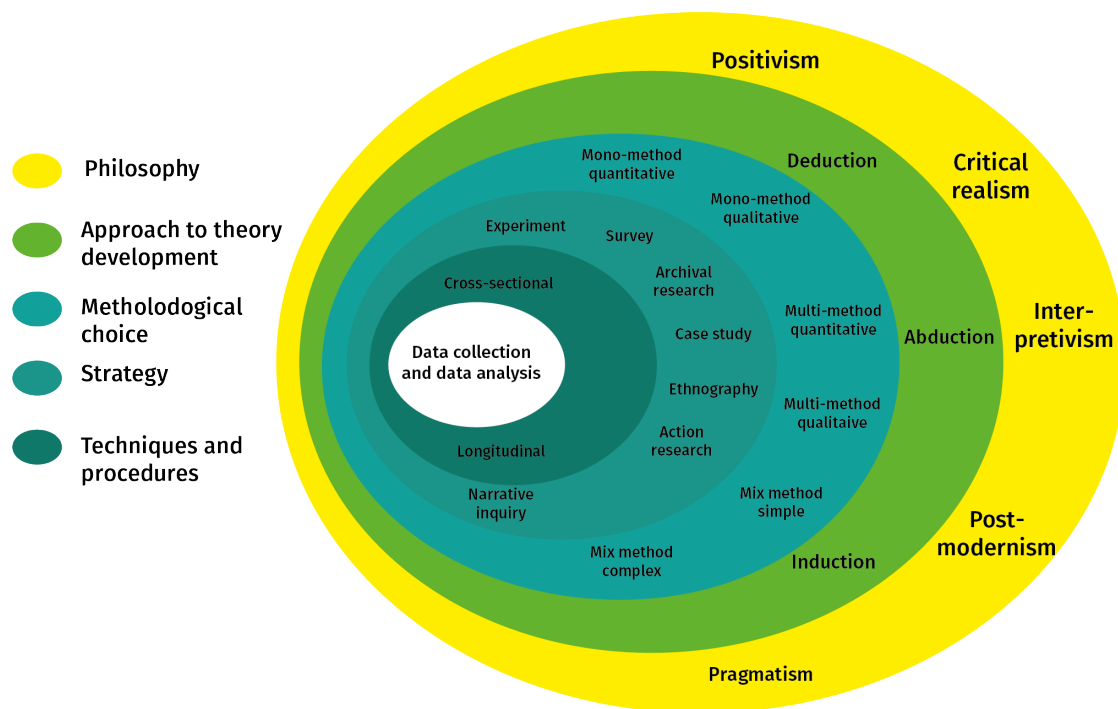 Philosophy
Approach to theory
development
Metholodogical
choice
Strategy
Techniques and
procedures
Positivism
Critical
realism
Inter-
pretivism
Post-
modernism
Pragmatism
Deduction
Abduction
Induction
Mono-method
quantitative
Mono-method
qualitative
Multi-method
quantitative
Multi-method
qualitaive
Mix method
simple
Mix method
complex
Experiment
Survey
Archival
research
Case study
Ethnography
Action
research
Narrative
inquiry
Cross-sectional
Longitudinal
Data collection
and data analysis